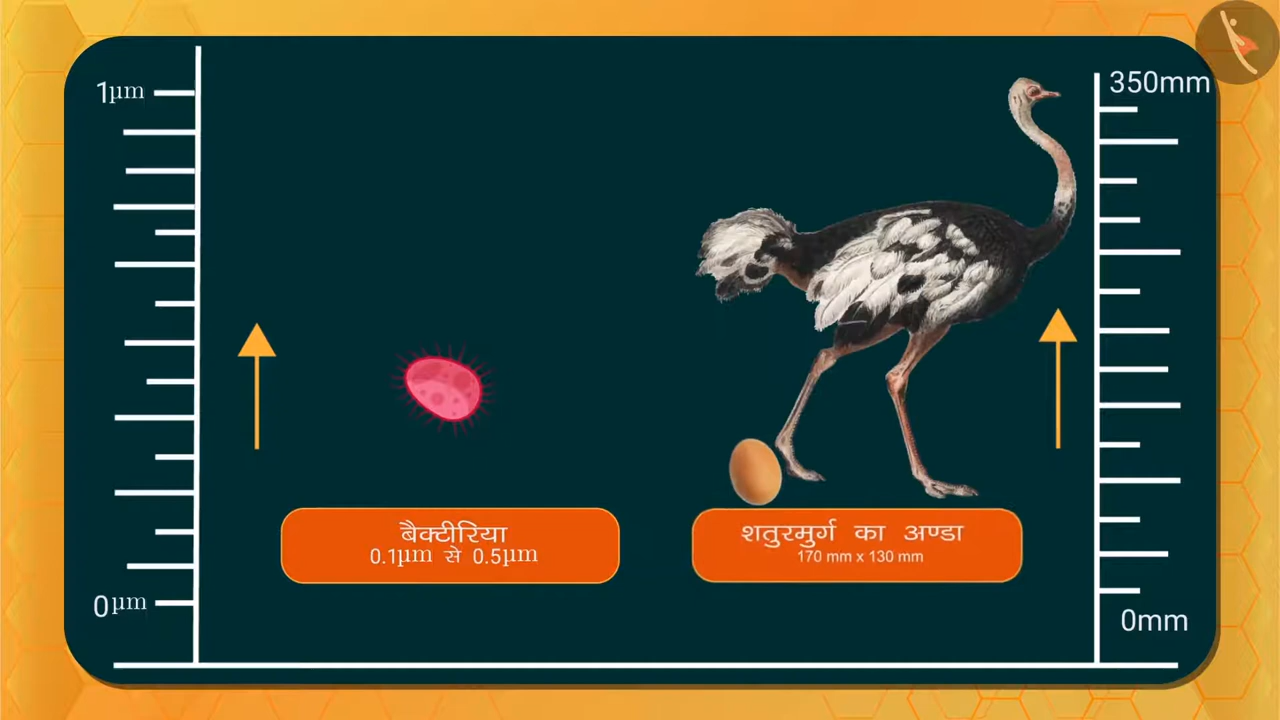 1µm
350mm
बैक्टीरिया
0.1µm से 0.5µm
शतुरमुर्ग का अण्डा
170 mm x 130 mm
0µm
0mm